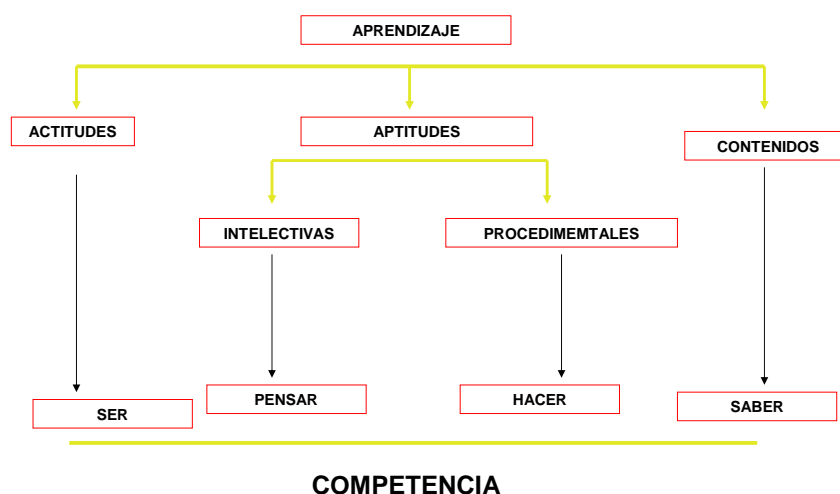 APRENDIZAJE
ACTITUDES
APTITUDES
CONTENIDOS
INTELECTIVAS
PROCEDIMEMTALES
SER
PENSAR
HACER
SABER
COMPETENCIA